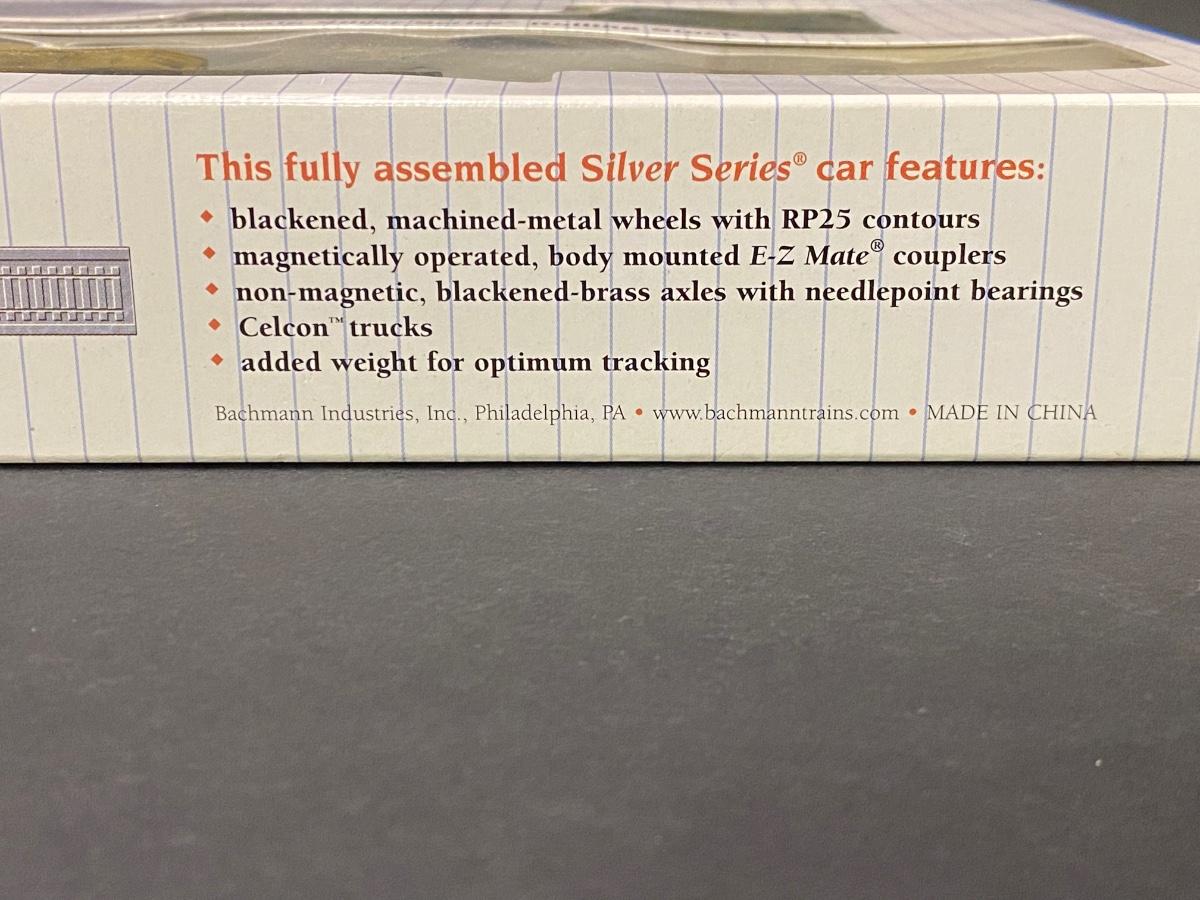 This fully assembled Silver Series® car features:
◆ blackened, machined-metal wheels with RP25 contours
◆ magnetically operated, body mounted E-Z Mate® couplers
◆ non-magnetic, blackened-brass axles with needlepoint bearings
◆ Celcon™ trucks
◆ added weight for optimum tracking
Bachmann Industries, Inc., Philadelphia, PA • www.bachmanntrains.com • MADE IN CHINA